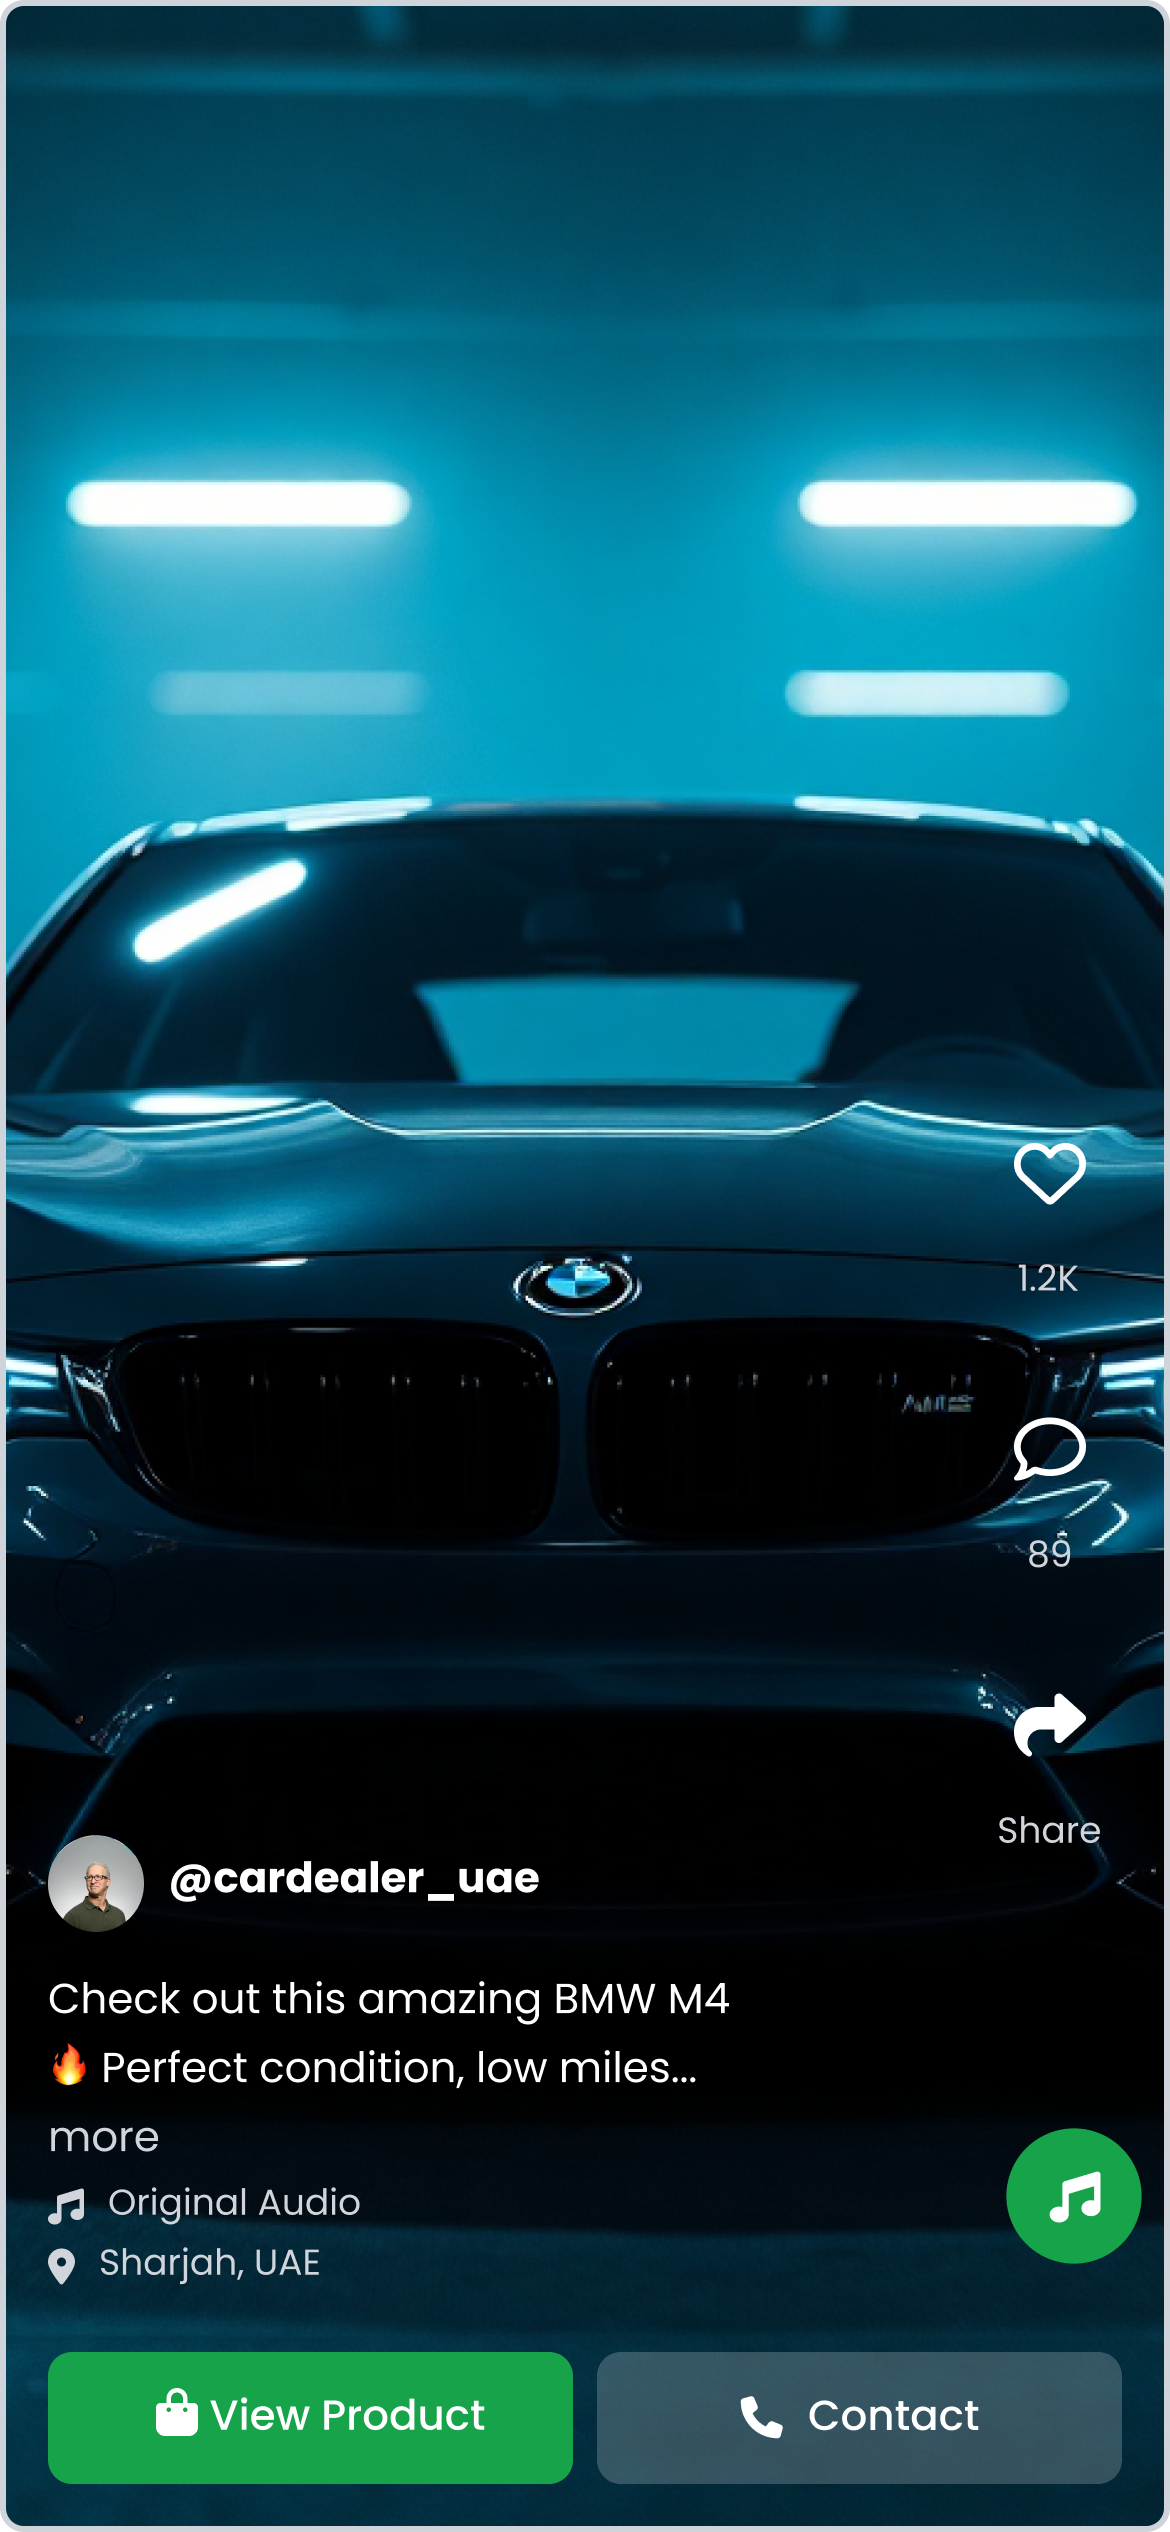 1.2K
89
Share
@cardealer_uae
Check out this amazing BMW M4
🔥 Perfect condition, low miles...
more
Original Audio
Sharjah, UAE
View Product
Contact